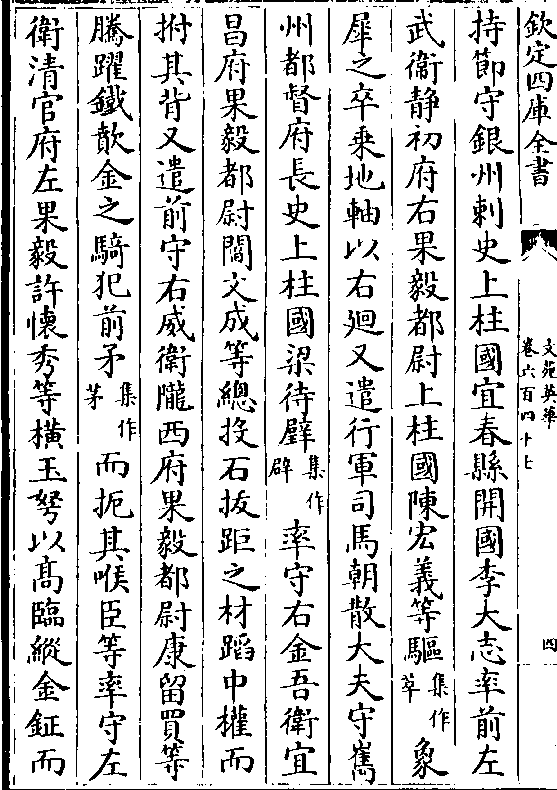 欽定四庫全書
文苑英華
卷六百四十七
四
持節守銀州刺史上柱國宜春縣開國李大志率前左
武衞静初府右果毅都尉上柱國陳宏義等驅集作草象
犀之卒乗地軸以右廻又遣行軍司馬朝散大夫守嶲
州都督府長史上柱國梁待壁集作辟率守右金吾衛宜
昌府果毅都尉閻文成等總投石拔距之材蹈中權而
拊其背又遣前守右威衛隴西府果毅都尉康留買等
騰躍鐵歕金之騎犯前矛集作茅而扼其喉臣等率守左
衛清官府左果毅許懐秀等横玉弩以髙臨縱金鉦而